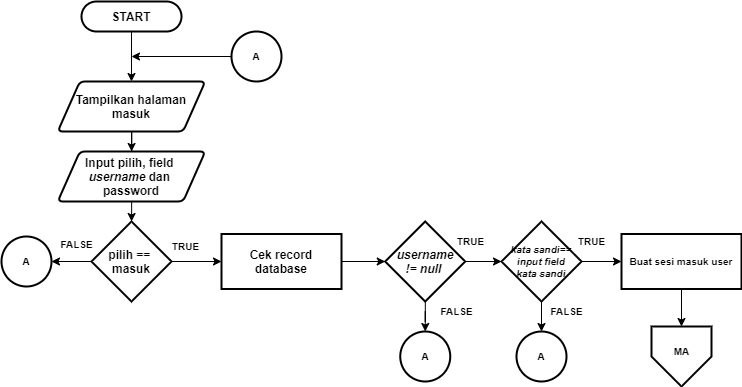 START
A
Tampilkan halaman
masuk
Input pilih, field
username dan
password
FALSE
TRUE
A
pilih ==
masuk
Cek record
database
username
!= null
TRUE
FALSE
A
kata sandi==
input field
kata sandi
TRUE
FALSE
A
Buat sesi masuk user
MA